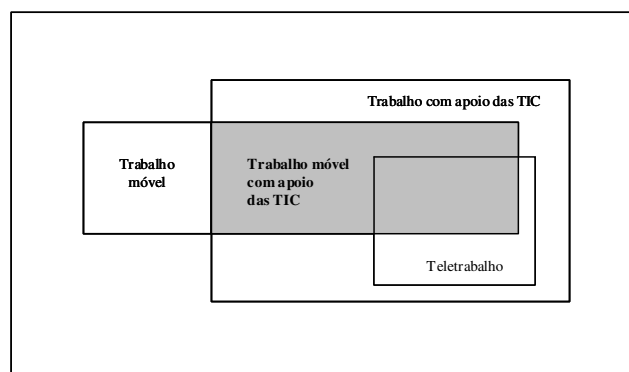 Trabalho com apoio das TIC
Trabalho
móvel
Trabalho móvel
com apoio
das TIC
Teletrabalho